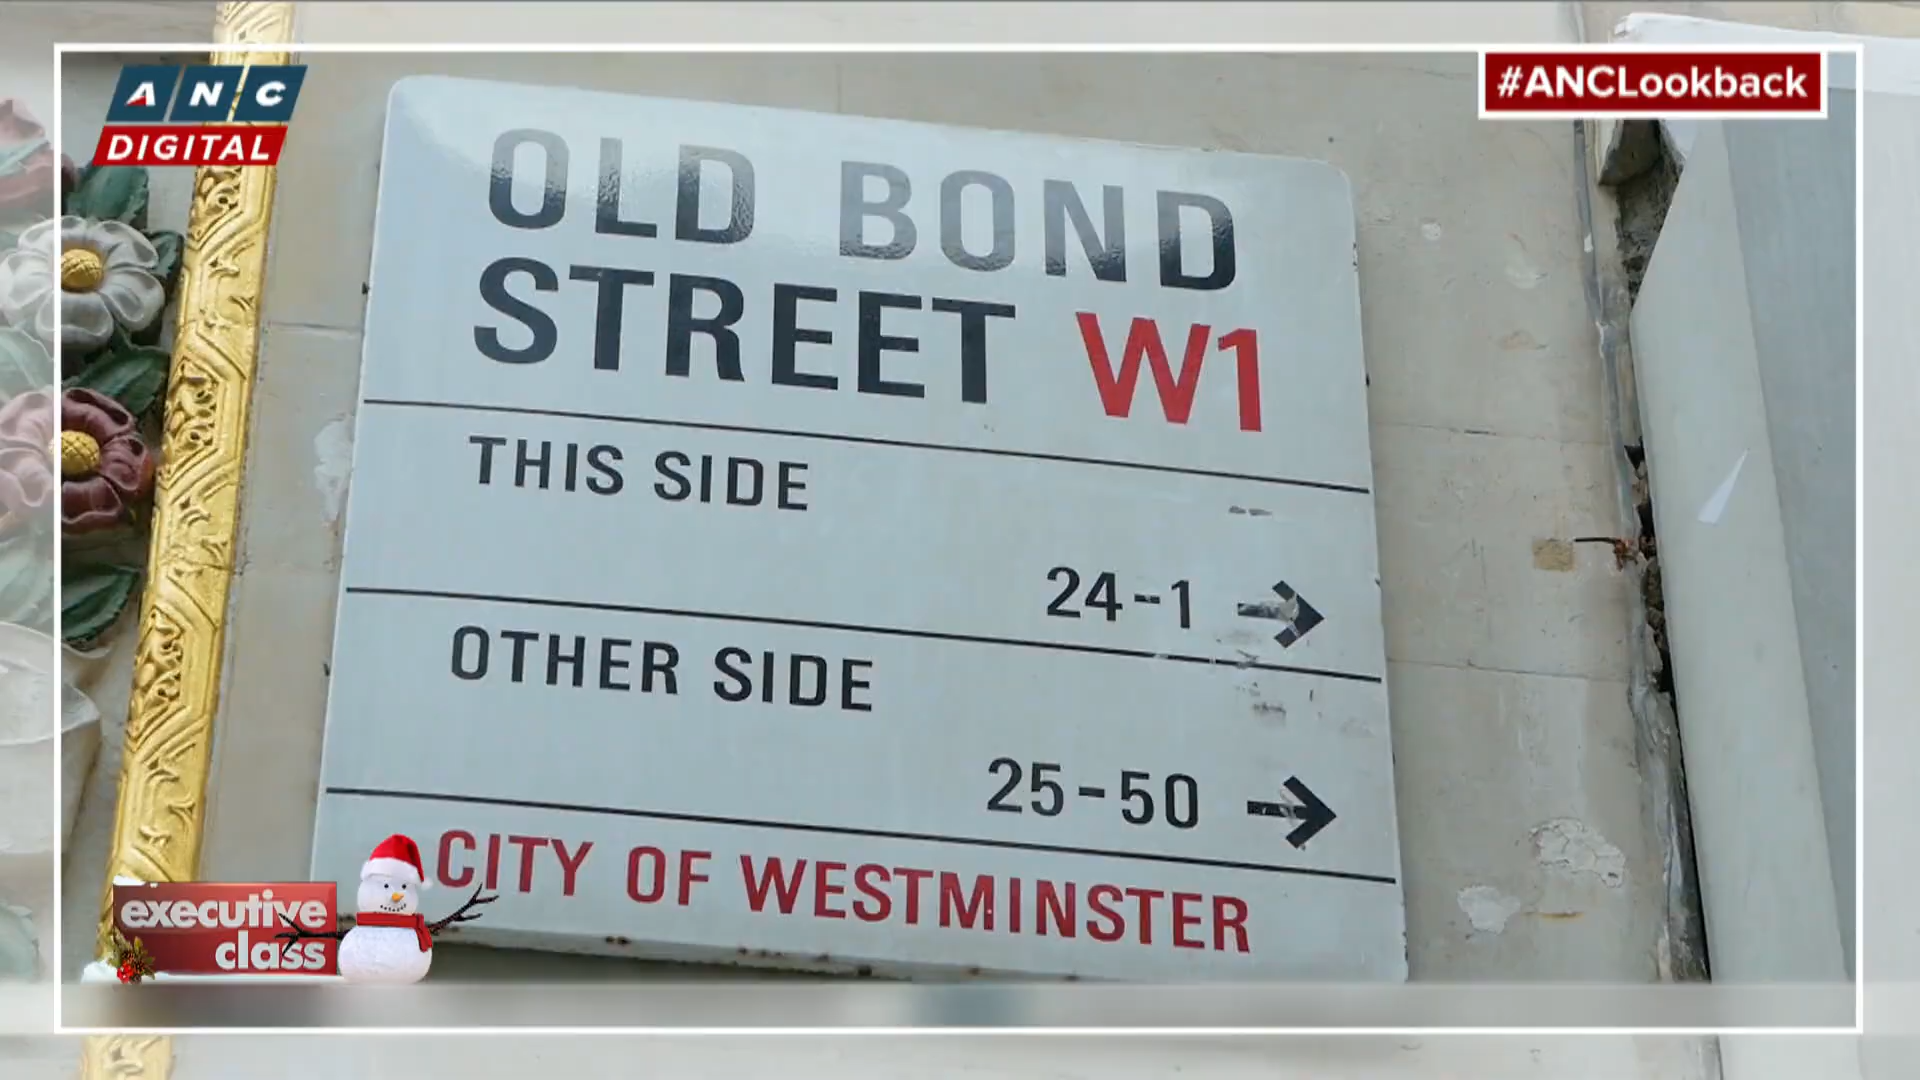 ANC
DIGITAL
#ANCLookback
OLD BOND
STREET W1
THIS SIDE
24-1 →
OTHER SIDE
25-50 →
CITY OF WESTMINSTER
executive
class